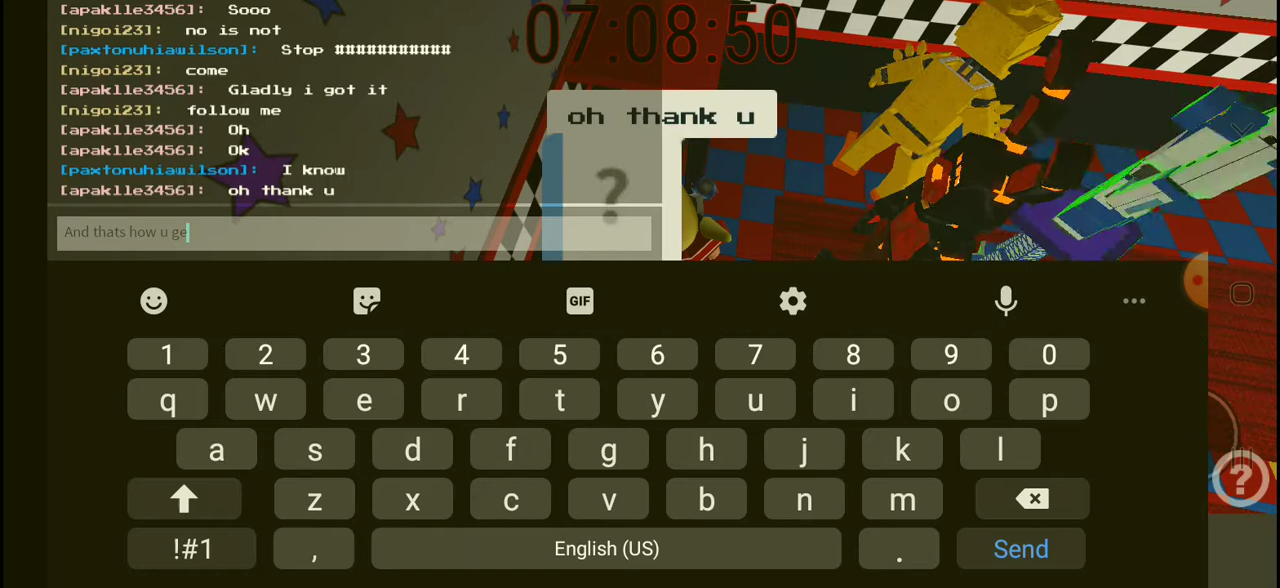 [apaklle3456]: Sooo
[nigoi23]: no is not
[paxtonuhiawilson]: Stop ###########
[nigoi23]: come
[apaklle3456]: Gladly i got it
[nigoi23]: follow me
[apaklle3456]: Oh
[apaklle3456]: Ok
[paxtonuhiawilson]: I know
[apaklle3456]: oh thank u
07:08:50
oh thank u
?
And thats how u ge
GIF
1 2 3 4 5 6 7 8 9 0
q w e r t y u i o p
a s d f g h j k l
z x c v b n m
!#1 , English (US) . Send
?